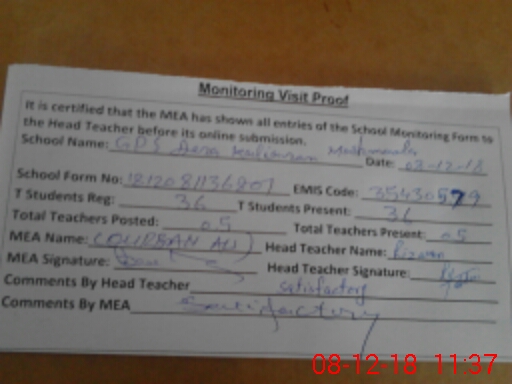 Monitoring Visit Proof
It is certified that the MEA has shown all entries of the School Monitoring Form to
the Head Teacher before its online submission.
School Name: GPS Dera Date: 08-12-18
School Form No: EMIS Code: 35430579
T Students Reg: 36 T Students Present: 36
Total Teachers Posted: 05 Total Teachers Present: 05
MEA Name: ALI Head Teacher Name: Rizwan
MEA Signature: Head Teacher Signature:
Comments By Head Teacher satisfactory
Comments By MEA Satisfactory
08-12-18 11:37